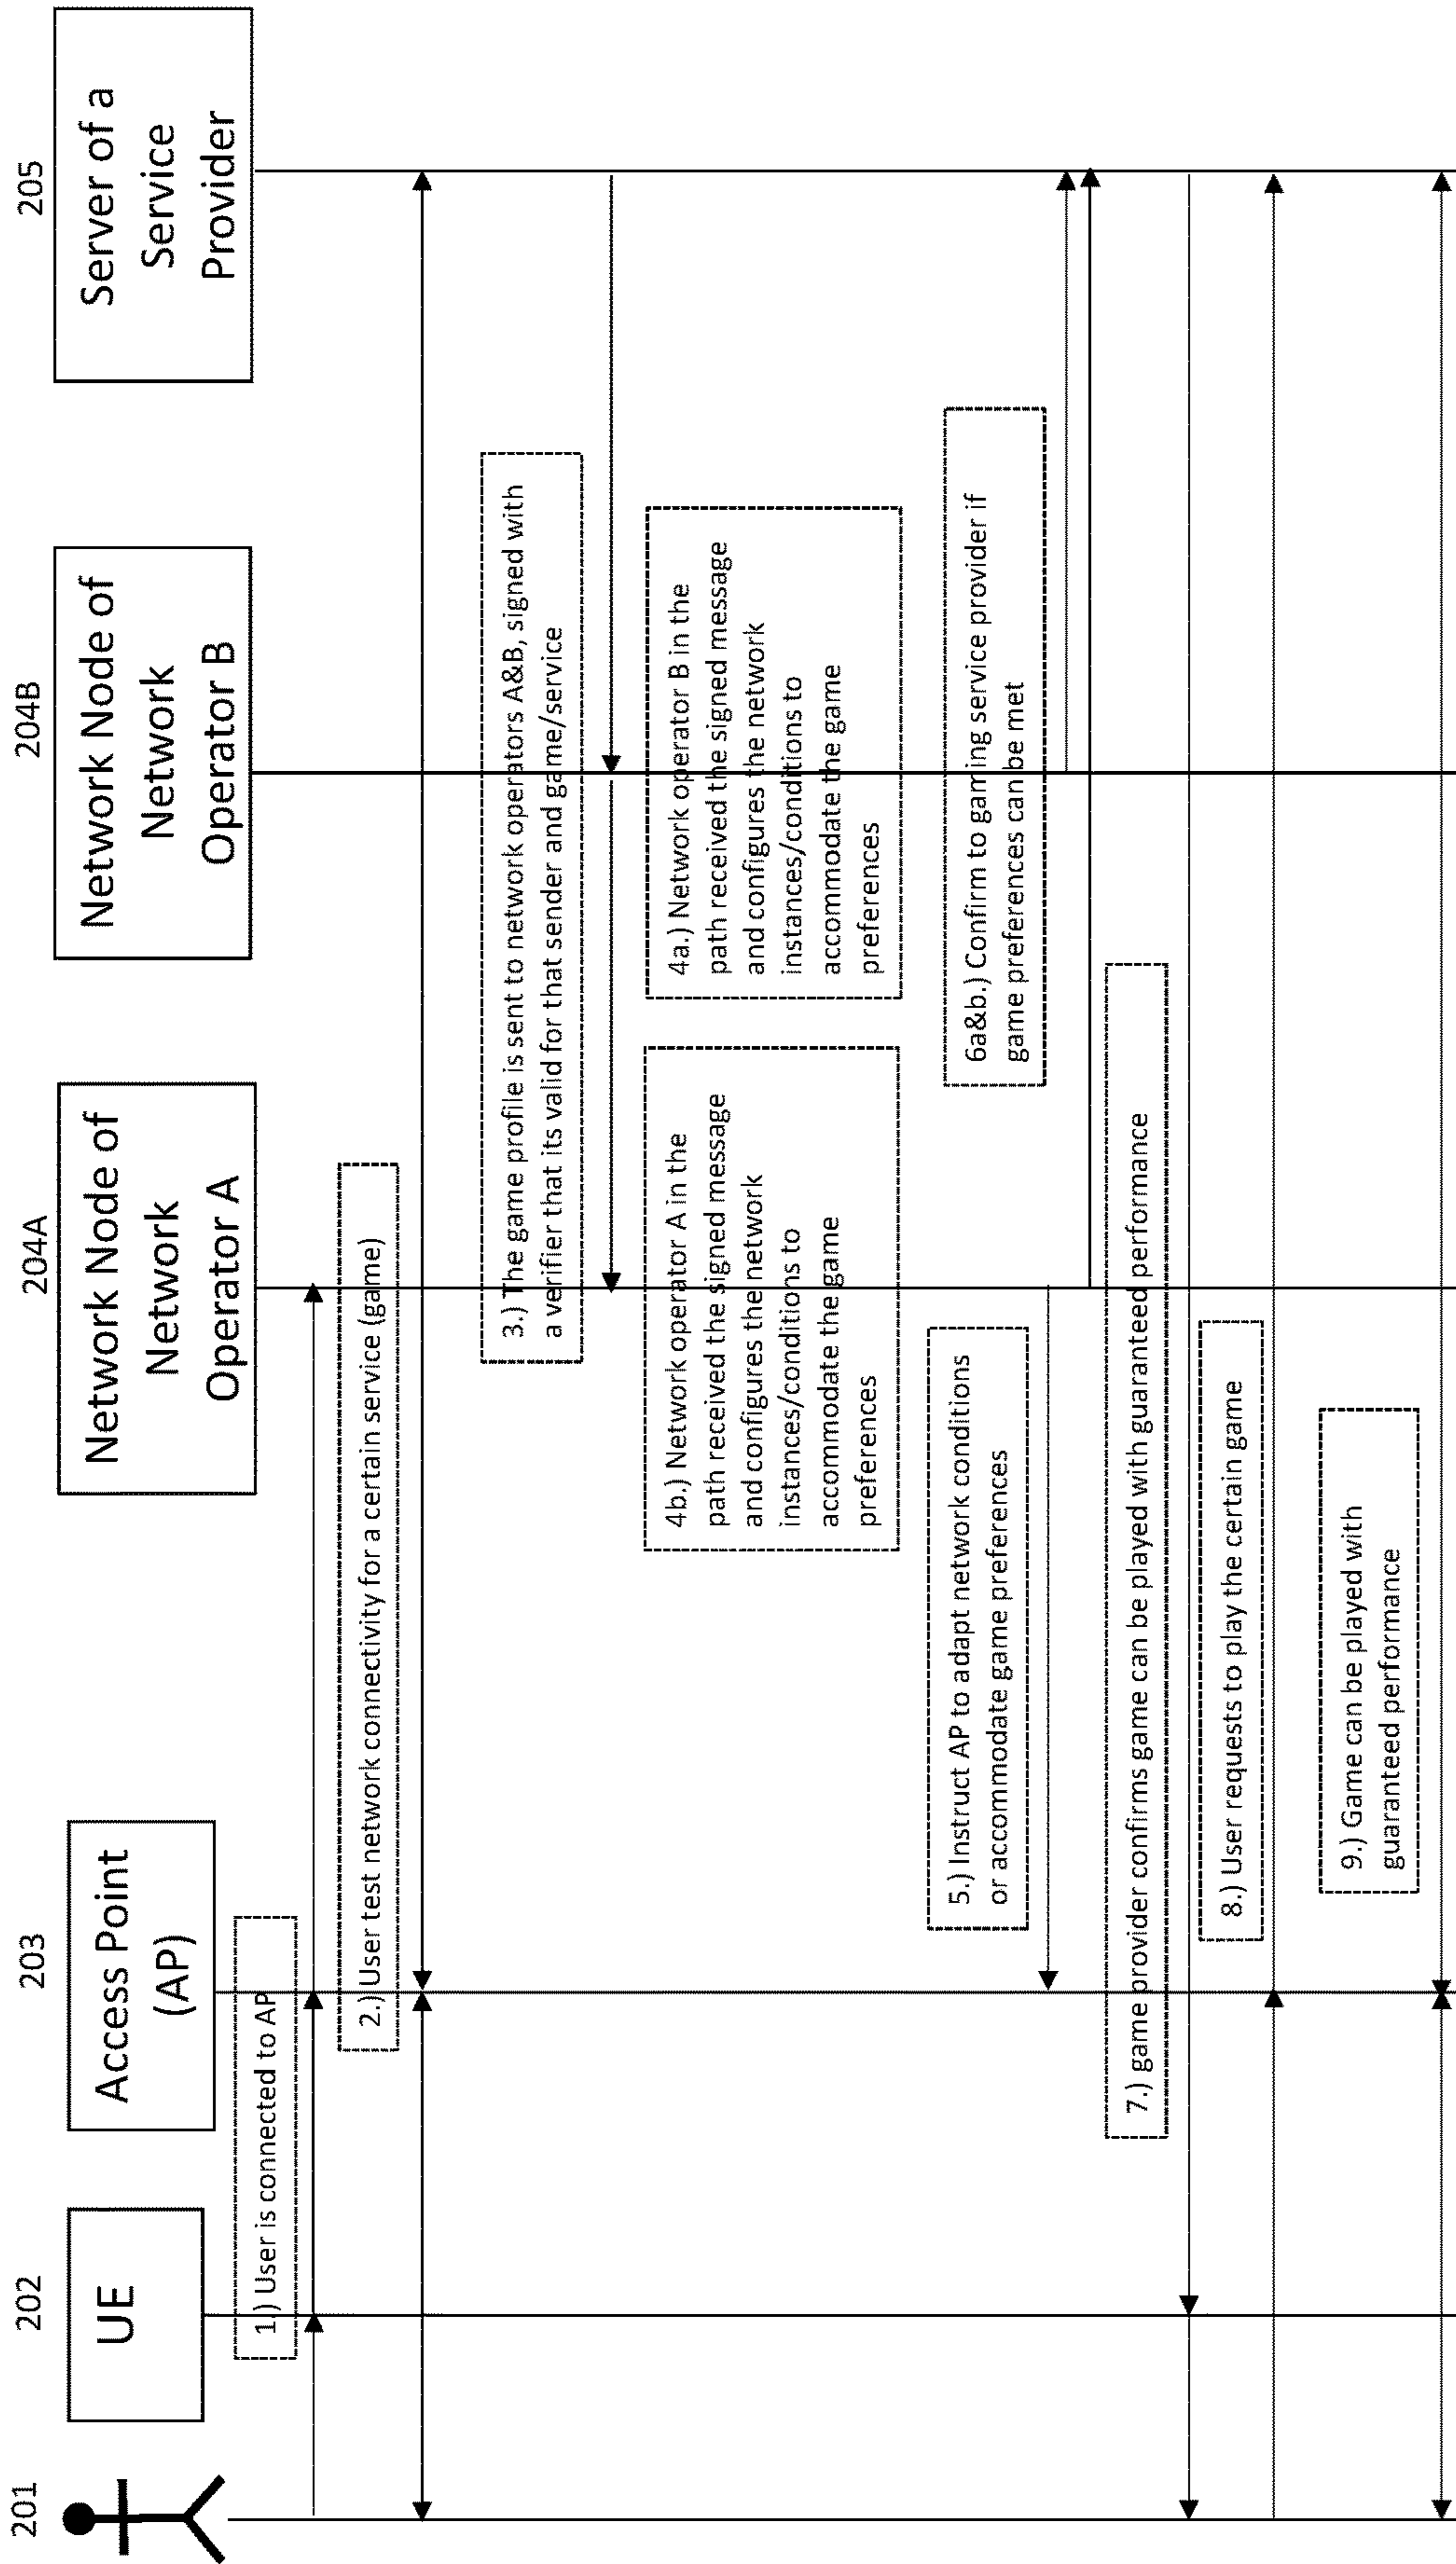 201
202
203
204A
204B
205
UE
Access Point
(AP)
Network Node of
Network
Operator A
Network Node of
Network
Operator B
Server of a
Service
Provider
1.) User is connected to AP
2.) User test network connectivity for a certain service (game)
3.) The game profile is sent to network operators A&B, signed with
a verifier that its valid for that sender and game/service
4b.) Network operator A in the
path received the signed message
and configures the network
instances/conditions to
accommodate the game
preferences
4a.) Network operator B in the
path received the signed message
and configures the network
instances/conditions to
accommodate the game
preferences
5.) Instruct AP to adapt network conditions
or accommodate game preferences
6a&b.) Confirm to gaming service provider if
game preferences can be met
7.) game provider confirms game can be played with guaranteed performance
8.) User requests to play the certain game
9.) Game can be played with
guaranteed performance